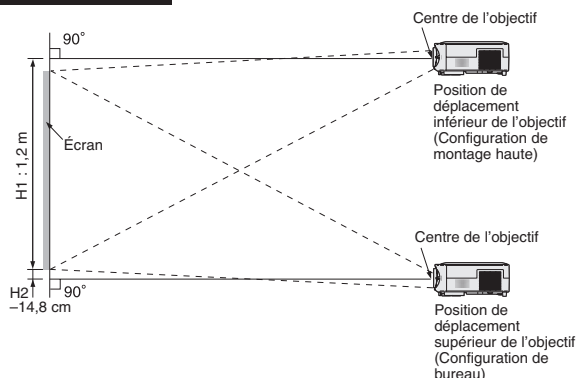 90°
Centre de l'objectif
Position de
déplacement
inférieur de l'objectif
(Configuration de
montage haute)
Écran
H1 : 1,2 m
Centre de l'objectif
H2
–14,8 cm
90°
Position de
déplacement
supérieur de l'objectif
(Configuration de
bureau)